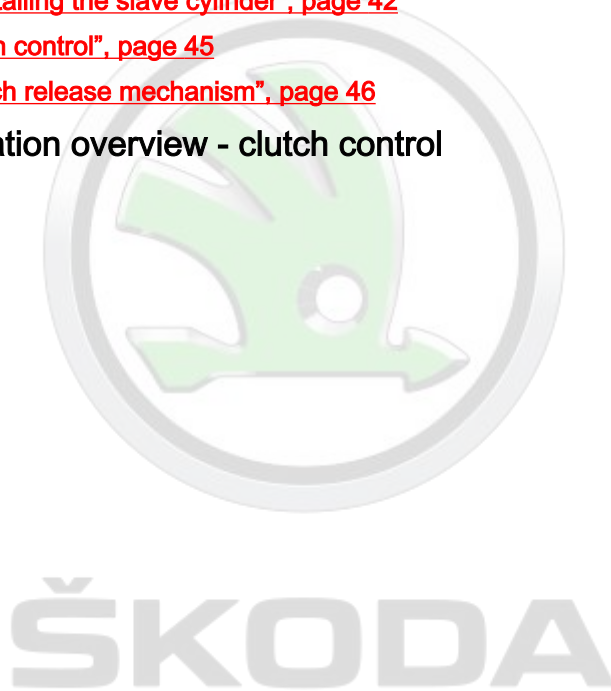 talling the slave cylinder", page 42
n control”, page 45
ch release mechanism”, page 46
ation overview - clutch control
ŠKODA